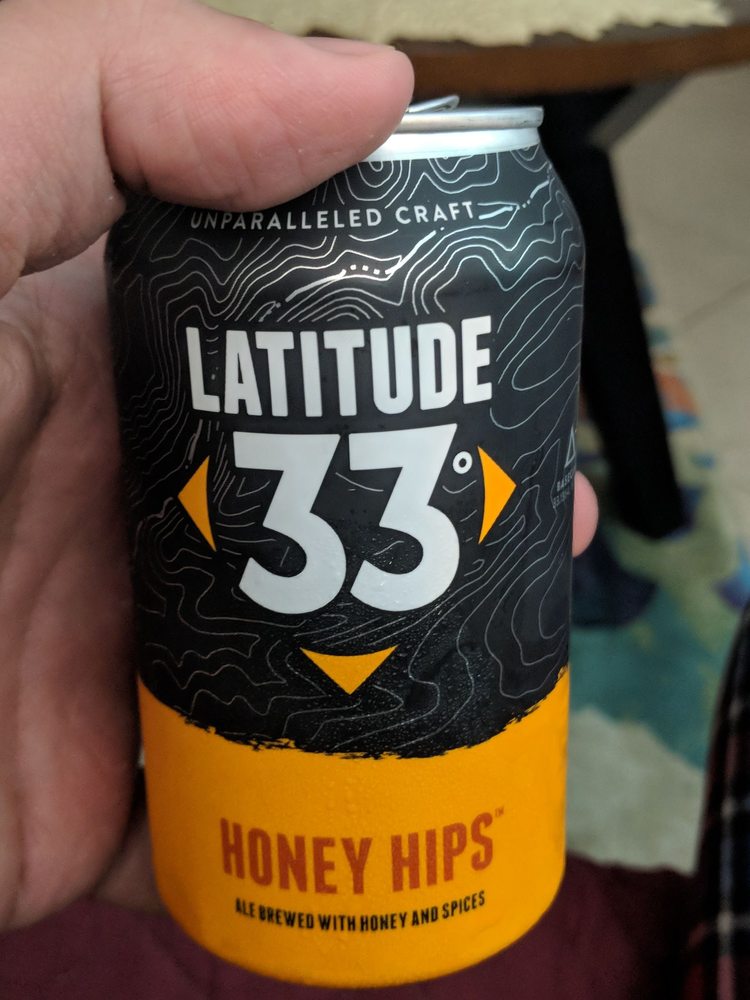 UNPARALLELED CRAFT
LATITUDE
33°
HONEY HIPS™
ALE BREWED WITH HONEY AND SPICES